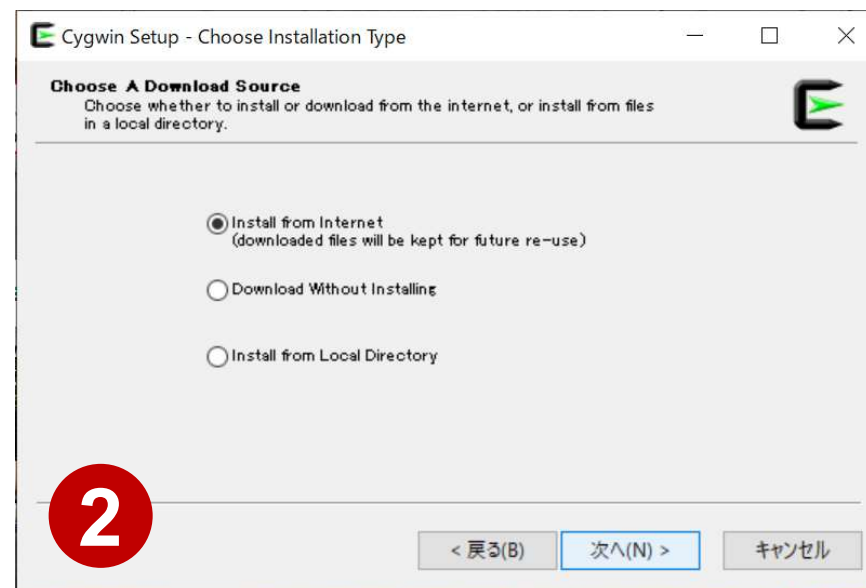 Cygwin Setup - Choose Installation Type
Choose A Download Source
Choose whether to install or download from the internet, or install from files
in a local directory.
Install from Internet
(downloaded files will be kept for future re-use)
Download Without Installing
Install from Local Directory
2
< 戻る(B)
次へ(N) >
キャンセル